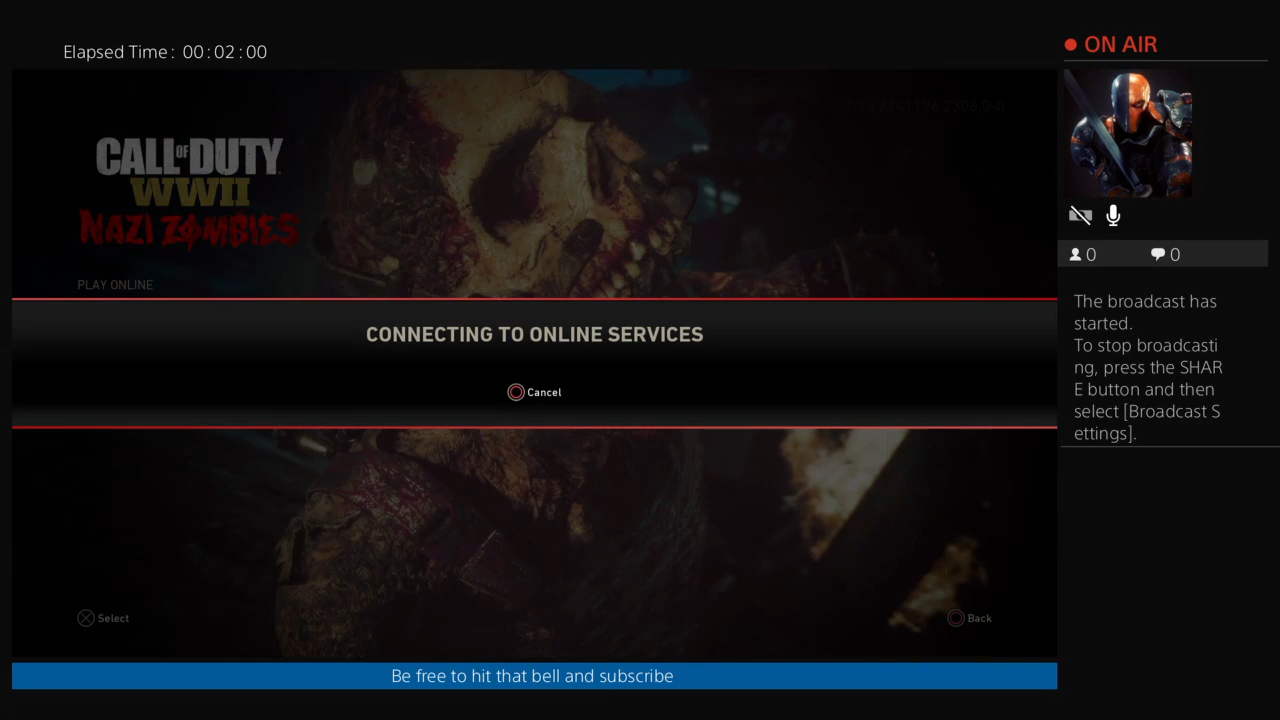 Elapsed Time: 00:02:00
ON AIR
CALL OF DUTY
WWII
NAZI ZOMBIES
PLAY ONLINE
CONNECTING TO ONLINE SERVICES
Cancel
Select
Back
0
0
The broadcast has
started.
To stop broadcasti
ng, press the SHAR
E button and then
select [Broadcast S
ettings].
Be free to hit that bell and subscribe